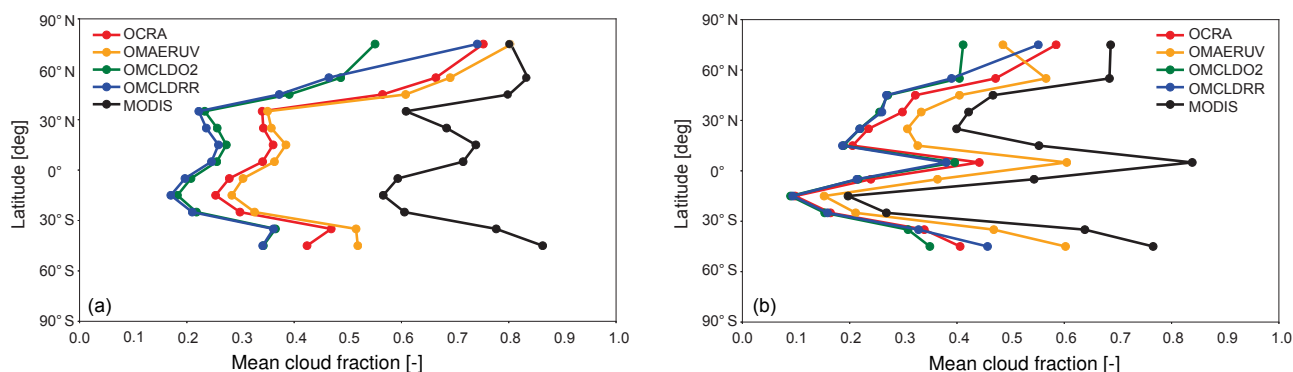 90° N
60° N
30° N
0°
30° S
60° S
90° S
Latitude [deg]
OCRA
OMAERUV
OMCLDO2
OMCLDRR
MODIS
(a)
0.0 0.1 0.2 0.3 0.4 0.5 0.6 0.7 0.8 0.9 1.0
Mean cloud fraction [-]
90° N
60° N
30° N
0°
30° S
60° S
90° S
Latitude [deg]
OCRA
OMAERUV
OMCLDO2
OMCLDRR
MODIS
(b)
0.0 0.1 0.2 0.3 0.4 0.5 0.6 0.7 0.8 0.9 1.0
Mean cloud fraction [-]